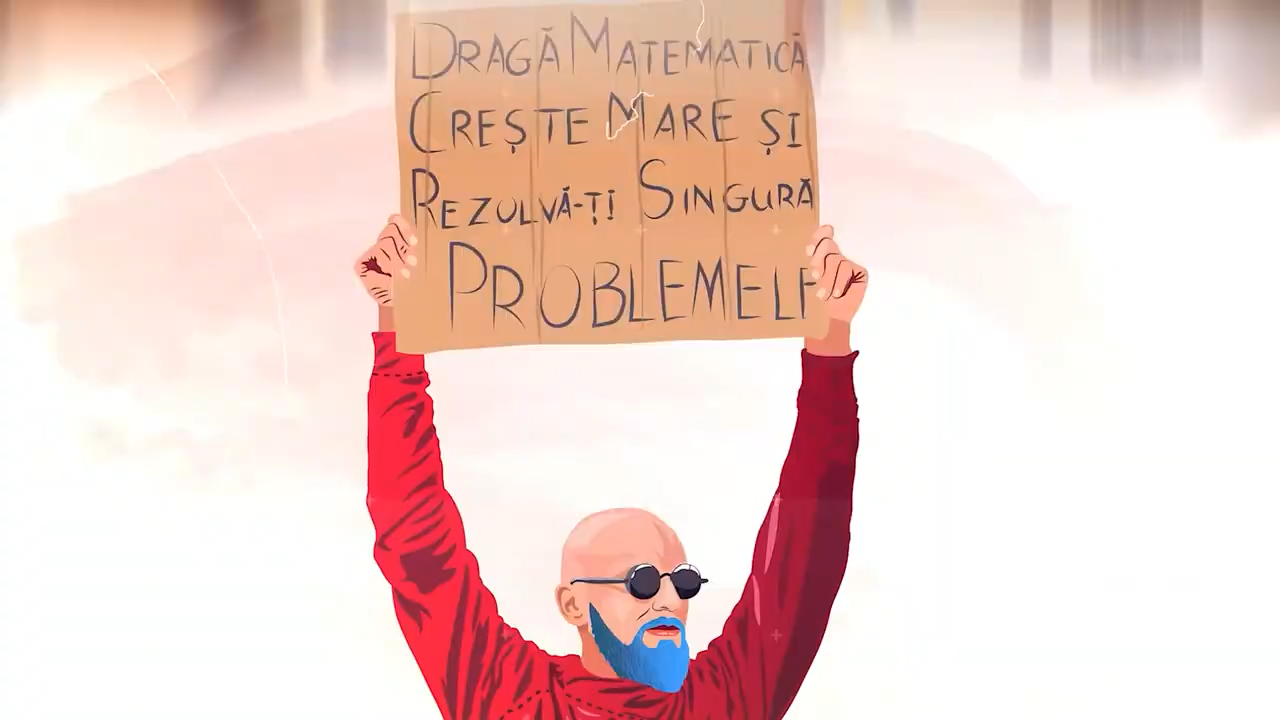 DRAGĂ MATEMATICĂ
CREȘTE MARE ȘI
REZOLVĂ-ȚI SINGURĂ
PROBLEMELE